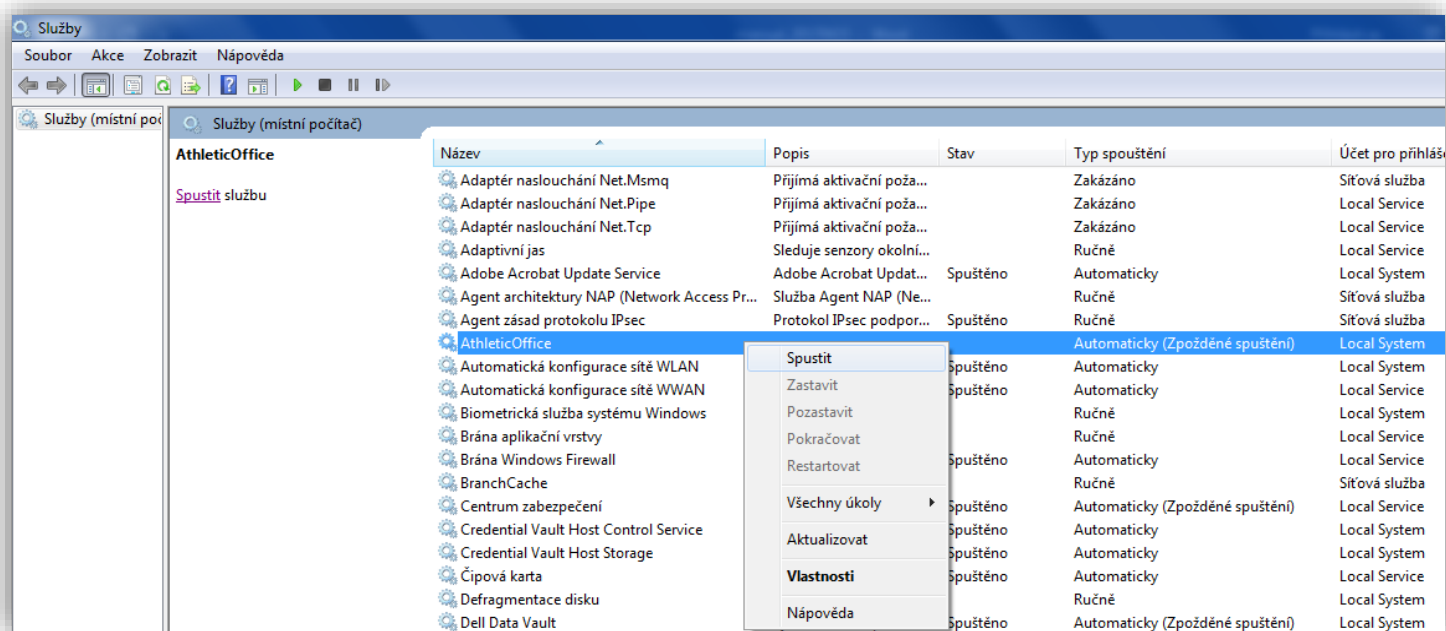 Služby
Soubor Akce Zobrazit Nápověda
Služby (místní poč
Služby (místní počítač)
AthleticOffice
Spustit službu
Název Popis Stav Typ spouštění Účet pro přihláše
Adaptér naslouchání Net.Msmq Přijímá aktivační poža... Zakázáno Síťová služba
Adaptér naslouchání Net.Pipe Přijímá aktivační poža... Zakázáno Local Service
Adaptér naslouchání Net.Tcp Přijímá aktivační poža... Zakázáno Local Service
Adaptivní jas Sleduje senzory okolní... Ručně Local Service
Adobe Acrobat Update Service Adobe Acrobat Updat... Spuštěno Automaticky Local System
Agent architektury NAP (Network Access Pr... Služba Agent NAP (Ne... Ručně Síťová služba
Agent zásad protokolu IPsec Protokol IPsec podpor... Spuštěno Ručně Síťová služba
AthleticOffice Automaticky (Zpožděné spuštění) Local System
Automatická konfigurace sítě WLAN Spuštěno Automaticky Local System
Automatická konfigurace sítě WWAN Spuštěno Automaticky Local System
Biometrická služba systému Windows Ručně Local System
Brána aplikační vrstvy Ručně Local Service
Brána Windows Firewall Spuštěno Automaticky Local Service
BranchCache Ručně Síťová služba
Centrum zabezpečení Spuštěno Automaticky (Zpožděné spuštění) Local Service
Credential Vault Host Control Service Spuštěno Automaticky Local System
Credential Vault Host Storage Spuštěno Automaticky Local System
Čipová karta Spuštěno Automaticky Local Service
Defragmentace disku Ručně Local System
Dell Data Vault Spuštěno Automaticky (Zpožděné spuštění) Local System
Spustit
Zastavit
Pozastavit
Pokračovat
Restartovat
Všechny úkoly
Aktualizovat
Vlastnosti
Nápověda